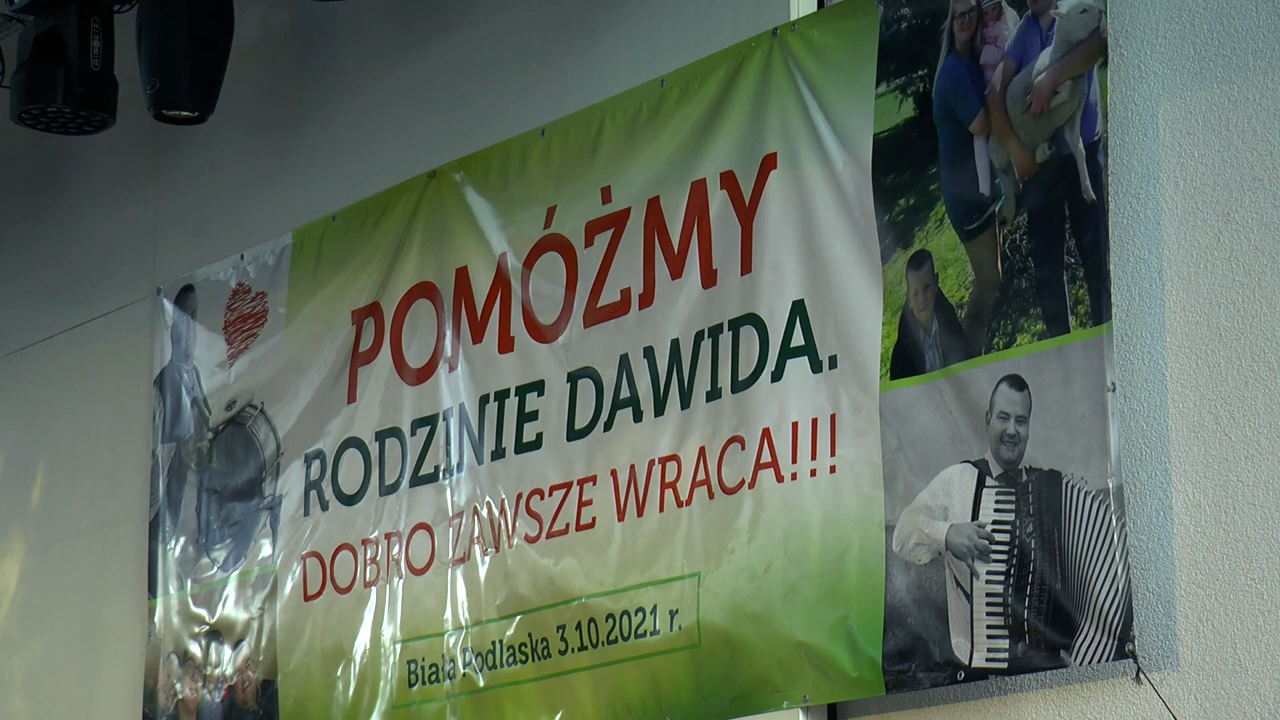 POMÓŻMY
RODZINIE DAWIDA.
DOBRO ZAWSZE WRACA!!!
Biała Podlaska 3.10.2021 r.